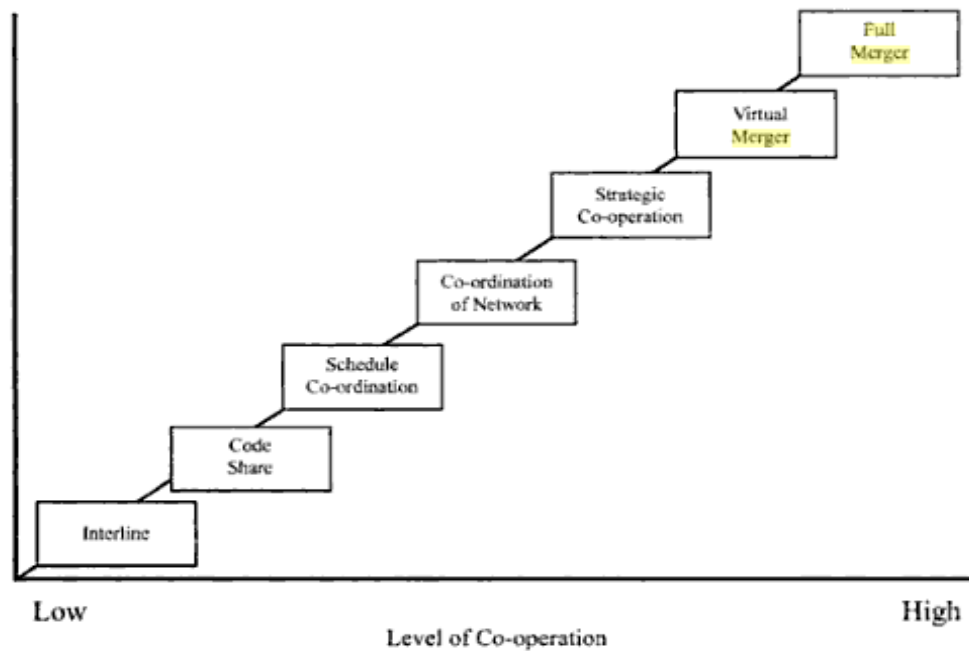 Full
Merger
Virtual
Merger
Strategic
Co-operation
Co-ordination
of Network
Schedule
Co-ordination
Code
Share
Interline
Low
High
Level of Co-operation